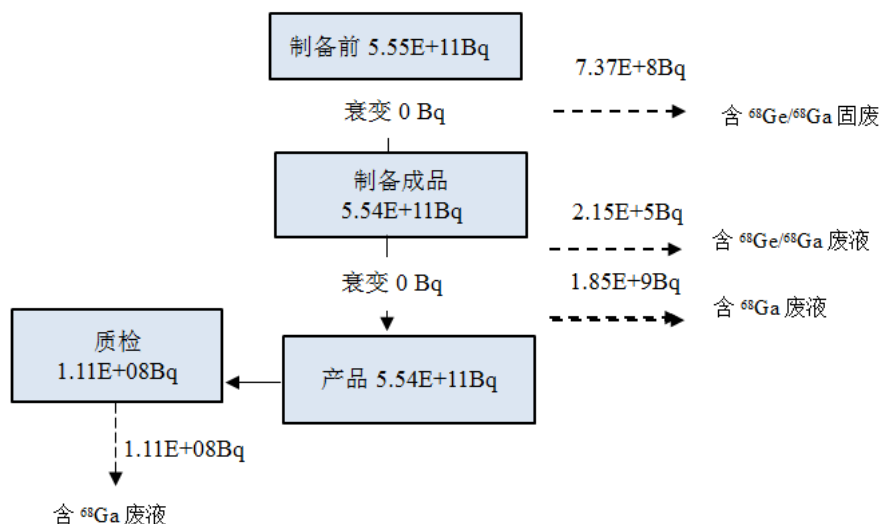 制备前 5.55E+11Bq
7.37E+8Bq
衰变 0 Bq
含 ⁶⁸Ge/⁶⁸Ga 固废
制备成品
5.54E+11Bq
2.15E+5Bq
含 ⁶⁸Ge/⁶⁸Ga 废液
衰变 0 Bq
1.85E+9Bq
含 ⁶⁸Ga 废液
质检
1.11E+08Bq
产品 5.54E+11Bq
1.11E+08Bq
含 ⁶⁸Ga 废液